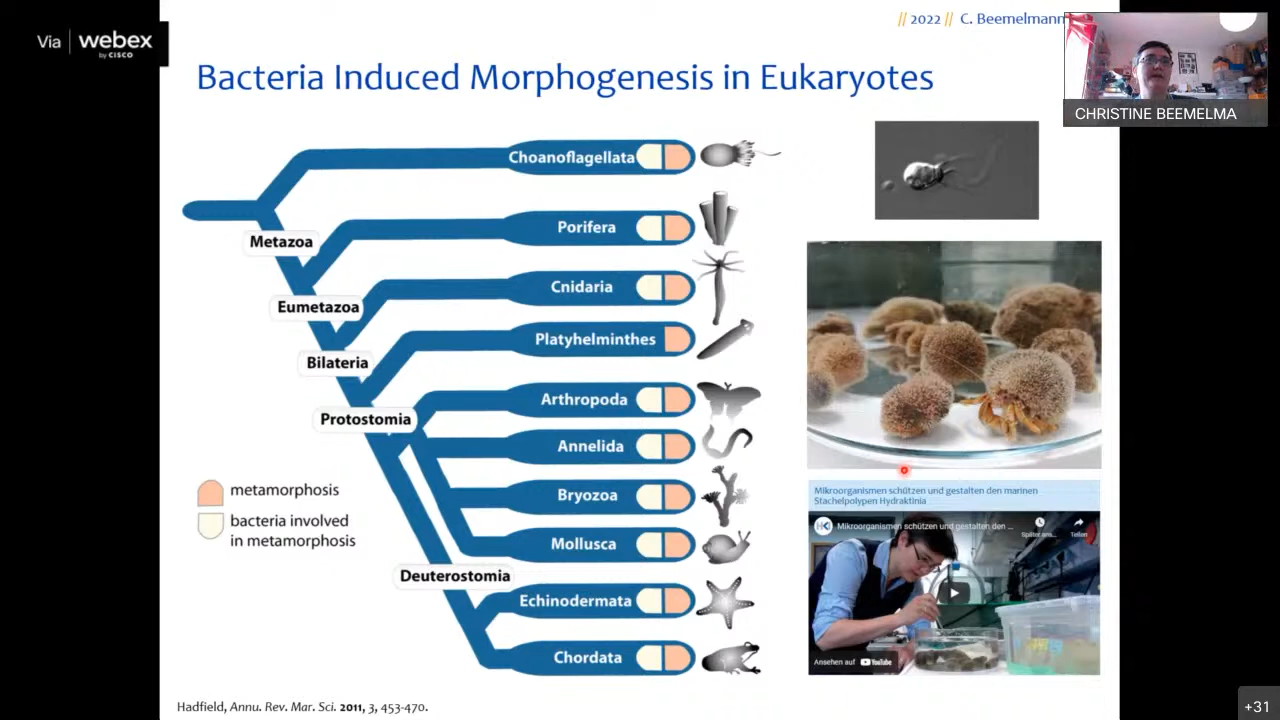 Via webex
by CISCO
// 2022 // C. Beemelmann
CHRISTINE BEEMELMA
Bacteria Induced Morphogenesis in Eukaryotes
Choanoflagellata
Porifera
Metazoa
Cnidaria
Eumetazoa
Platyhelminthes
Bilateria
Arthropoda
Protostomia
Annelida
metamorphosis
bacteria involved
in metamorphosis
Bryozoa
Mollusca
Deuterostomia
Echinodermata
Chordata
Mikroorganismen schützen und gestalten den marinen
Stachelpolypen Hydraktinia
Mikroorganismen schützen und gestalten den ...
Später ans...
Teilen
Ansehen auf YouTube
Hadfield, Annu. Rev. Mar. Sci. 2011, 3, 453-470.
+31